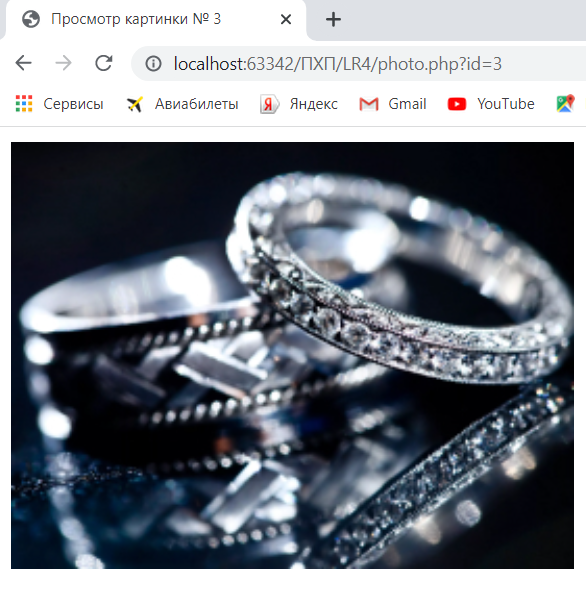 Просмотр картинки № 3
localhost:63342/ПХП/LR4/photo.php?id=3
Сервисы Авиабилеты Яндекс Gmail YouTube